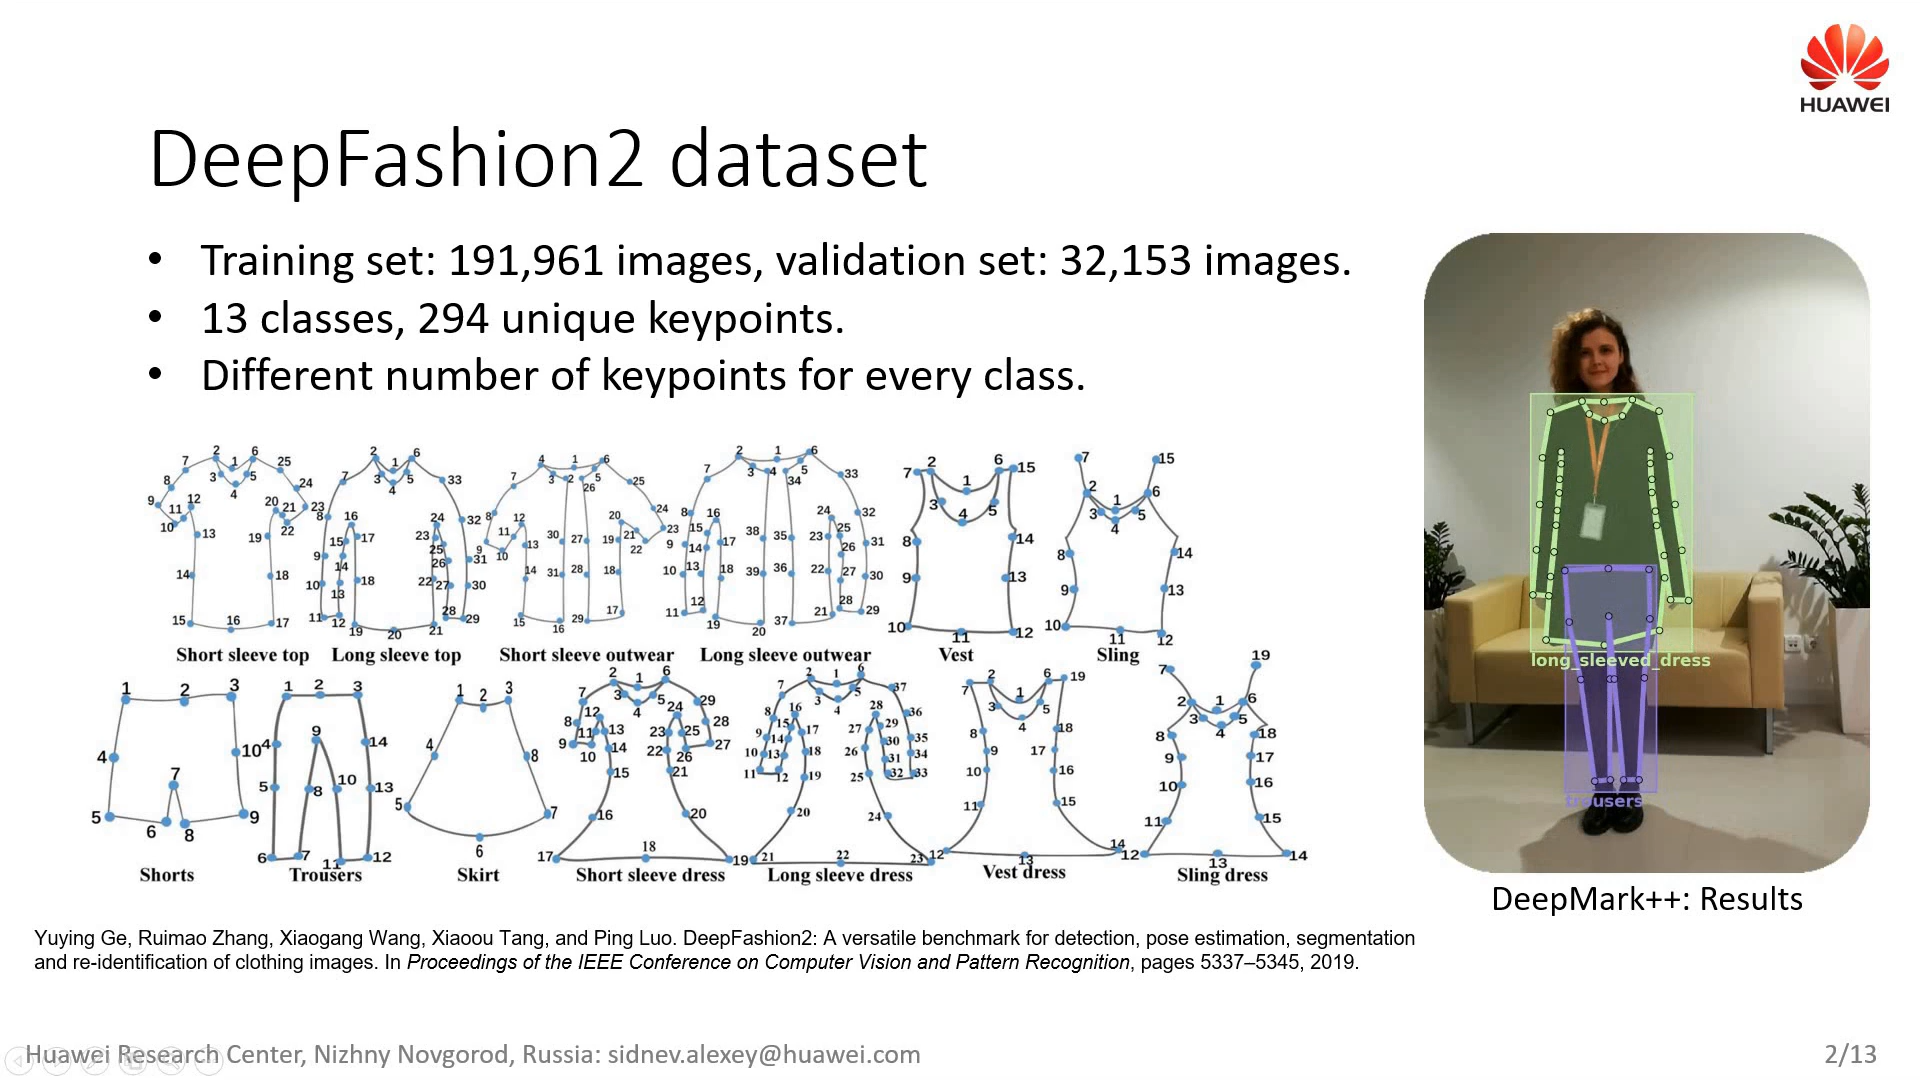 HUAWEI
DeepFashion2 dataset
• Training set: 191,961 images, validation set: 32,153 images.
• 13 classes, 294 unique keypoints.
• Different number of keypoints for every class.
Short sleeve top Long sleeve top Short sleeve outwear Long sleeve outwear Vest Sling
Shorts Trousers Skirt Short sleeve dress Long sleeve dress Vest dress Sling dress
long_sleeved_dress
trousers
DeepMark++: Results
Yuying Ge, Ruimao Zhang, Xiaogang Wang, Xiaoou Tang, and Ping Luo. DeepFashion2: A versatile benchmark for detection, pose estimation, segmentation
and re-identification of clothing images. In Proceedings of the IEEE Conference on Computer Vision and Pattern Recognition, pages 5337–5345, 2019.
Huawei Research Center, Nizhny Novgorod, Russia: sidnev.alexey@huawei.com
2/13